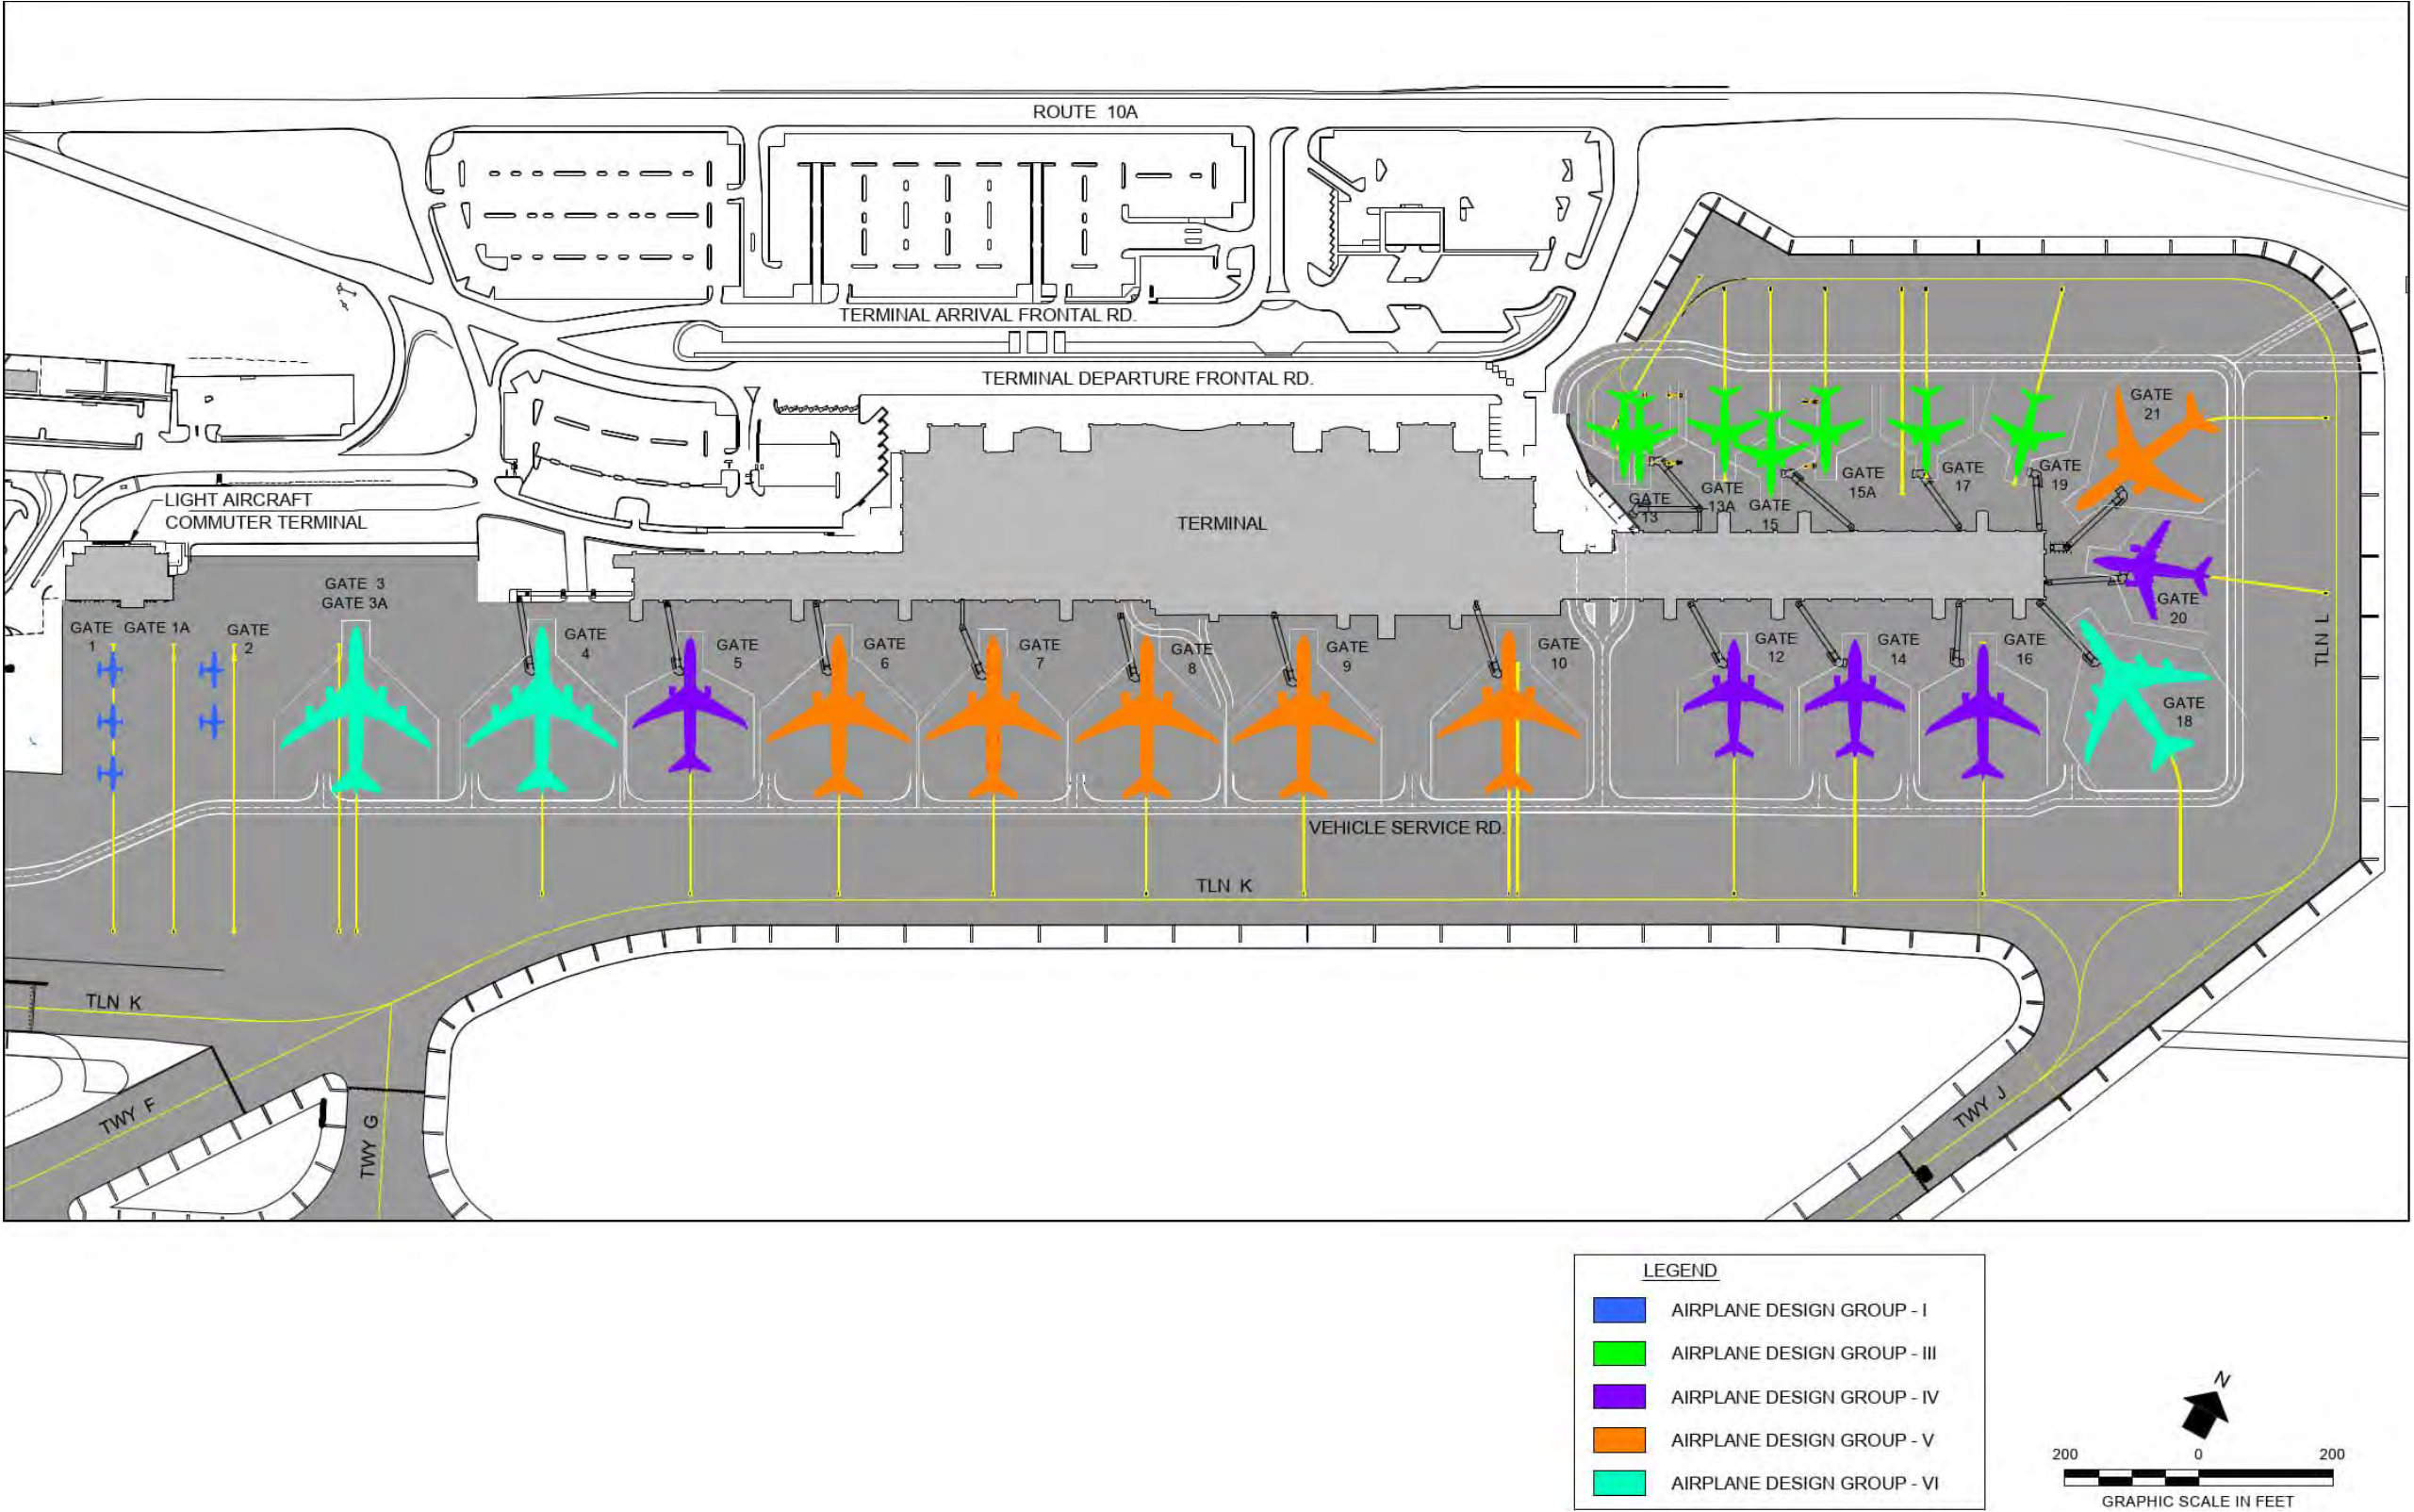 ROUTE 10A
TERMINAL ARRIVAL FRONTAL RD.
TERMINAL DEPARTURE FRONTAL RD.
GATE
21
LIGHT AIRCRAFT
COMMUTER TERMINAL
TERMINAL
GATE
13
GATE
13A
GATE
15
GATE
15A
GATE
17
GATE
19
GATE 3
GATE 3A
GATE
1
GATE 1A
GATE
2
GATE
4
GATE
5
GATE
6
GATE
7
GATE
8
GATE
9
GATE
10
GATE
12
GATE
14
GATE
16
GATE
20
GATE
18
TLN L
VEHICLE SERVICE RD.
TLN K
TLN K
TWY F
TWY G
TWY J
LEGEND
AIRPLANE DESIGN GROUP - I
AIRPLANE DESIGN GROUP - III
AIRPLANE DESIGN GROUP - IV
AIRPLANE DESIGN GROUP - V
AIRPLANE DESIGN GROUP - VI
N
200 0 200
GRAPHIC SCALE IN FEET